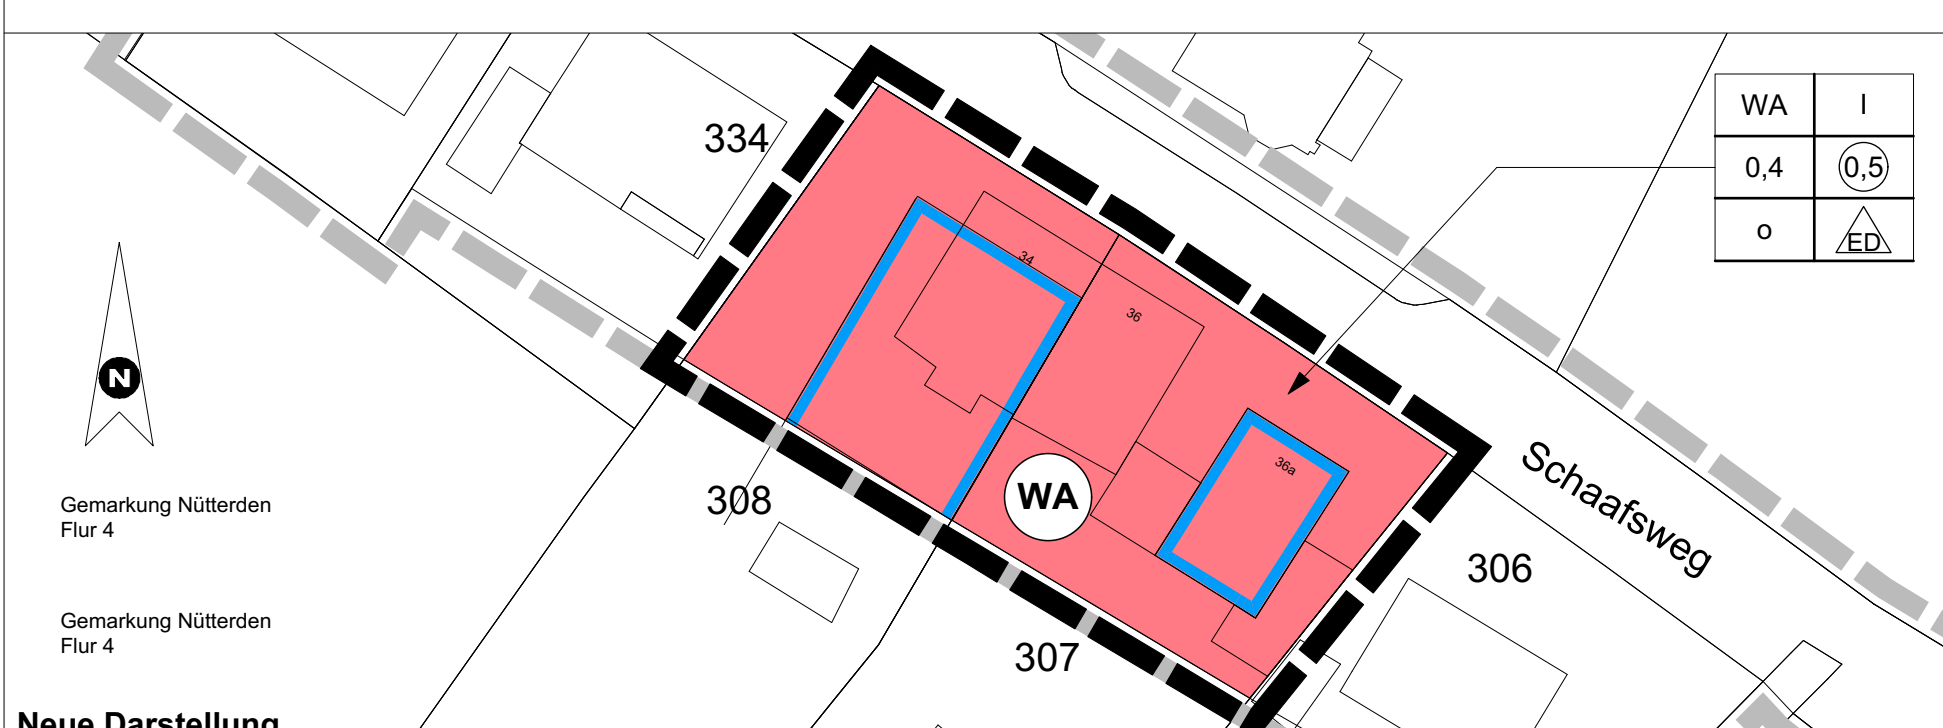 334
WA
I
0,4
0,5
o
ED
34
36
N
36a
WA
Schaafsweg
308
Gemarkung Nütterden
Flur 4
306
Gemarkung Nütterden
Flur 4
307
Neue Darstellung